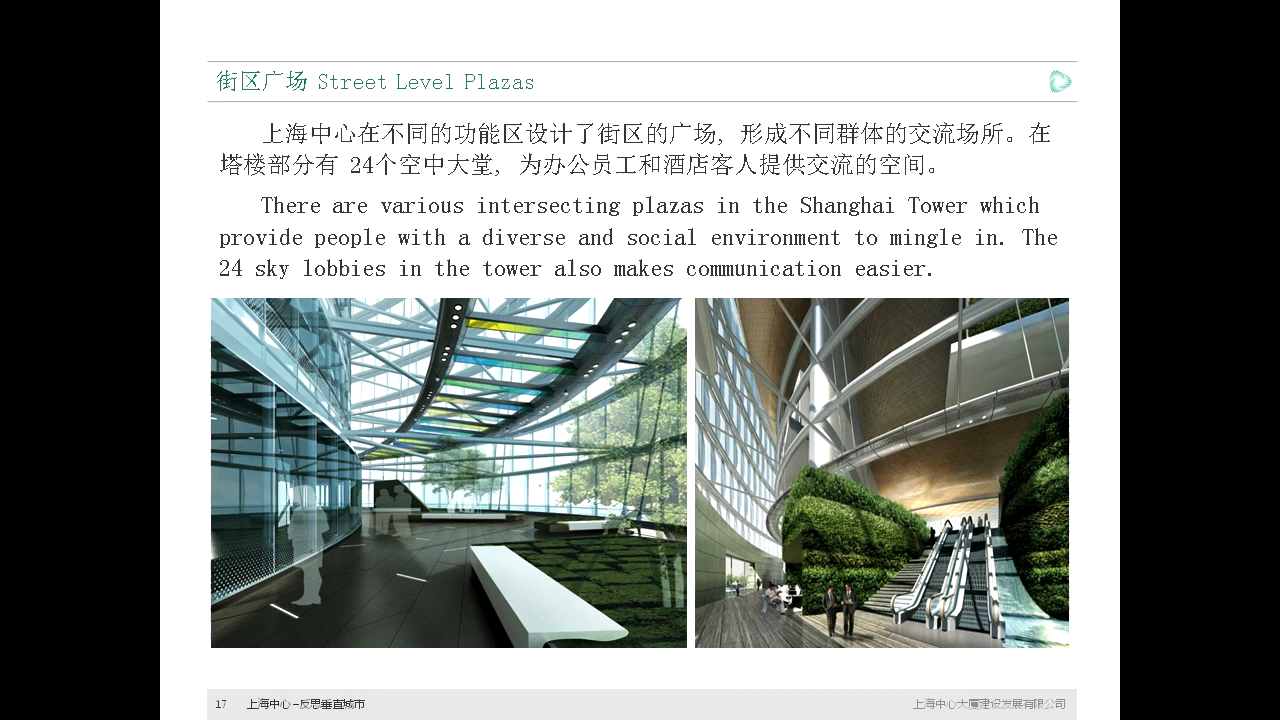 街区广场 Street Level Plazas
上海中心在不同的功能区设计了街区的广场, 形成不同群体的交流场所。在
塔楼部分有 24个空中大堂, 为办公员工和酒店客人提供交流的空间。
There are various intersecting plazas in the Shanghai Tower which
provide people with a diverse and social environment to mingle in. The
24 sky lobbies in the tower also makes communication easier.
17 上海中心–反思垂直城市
上海中心大厦建设发展有限公司